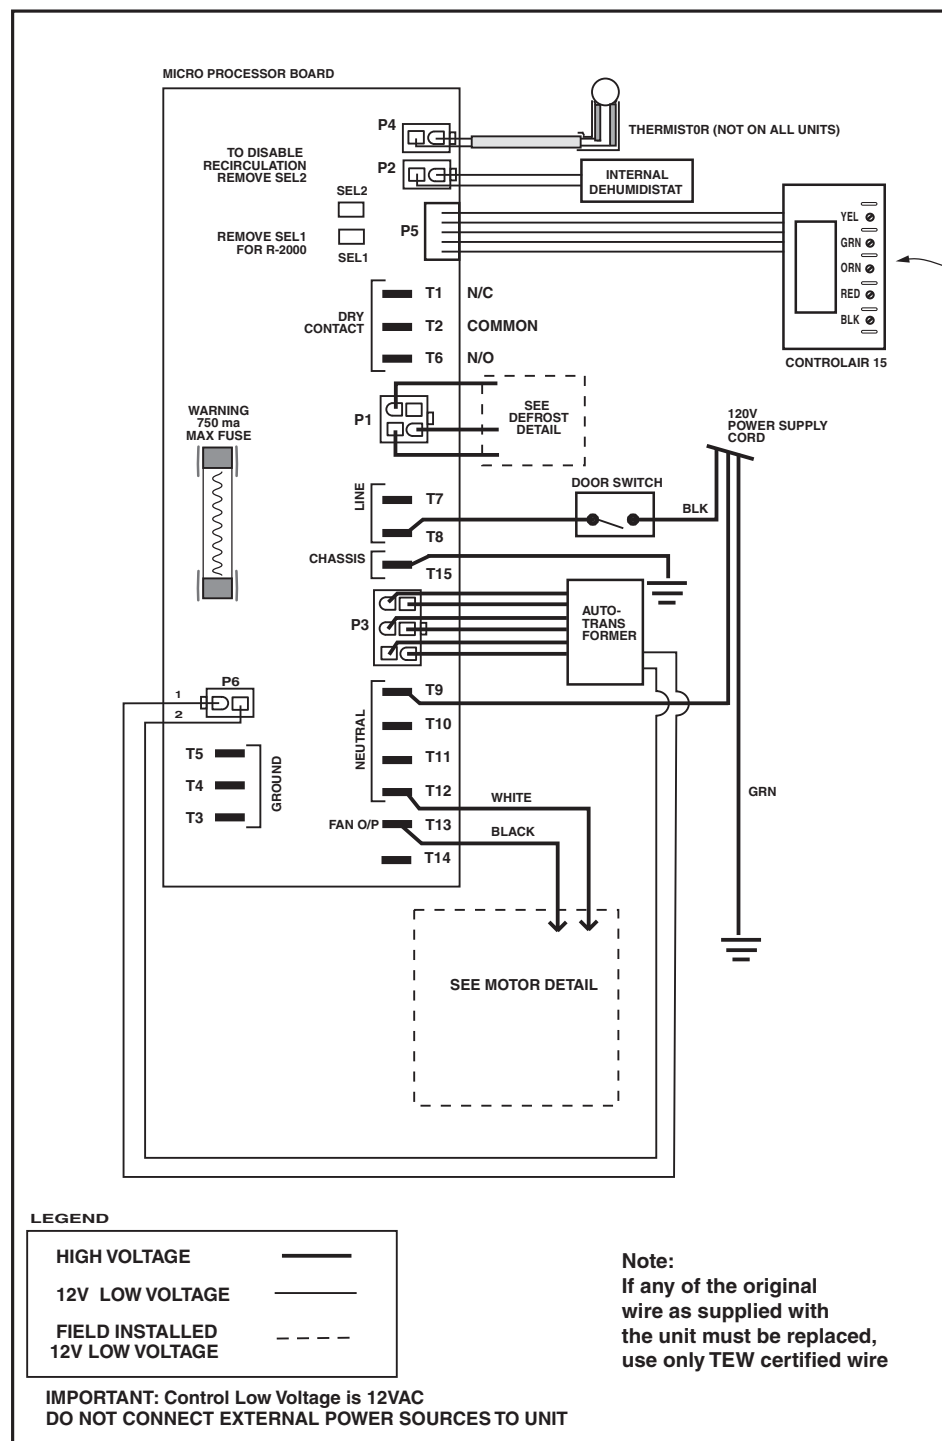 MICRO PROCESSOR BOARD
P4
THERMIST0R (NOT ON ALL UNITS)
TO DISABLE
RECIRCULATION
REMOVE SEL2
P2
INTERNAL
DEHUMIDISTAT
SEL2
P5
REMOVE SEL1
FOR R-2000
SEL1
YEL
GRN
ORN
RED
BLK
CONTROLAIR 15
T1 N/C
DRY
CONTACT
T2 COMMON
T6 N/O
P1
SEE
DEFROST
DETAIL
WARNING
750 ma
MAX FUSE
120V
POWER SUPPLY
CORD
DOOR SWITCH
BLK
LINE
T7
T8
CHASSIS
T15
P3
AUTO-
TRANS
FORMER
P6
1
2
T9
NEUTRAL
T10
T11
T12
T5
T4
T3
GROUND
WHITE
GRN
FAN O/P
T13
BLACK
T14
SEE MOTOR DETAIL
LEGEND
HIGH VOLTAGE
12V LOW VOLTAGE
FIELD INSTALLED
12V LOW VOLTAGE
Note:
If any of the original
wire as supplied with
the unit must be replaced,
use only TEW certified wire
IMPORTANT: Control Low Voltage is 12VAC
DO NOT CONNECT EXTERNAL POWER SOURCES TO UNIT